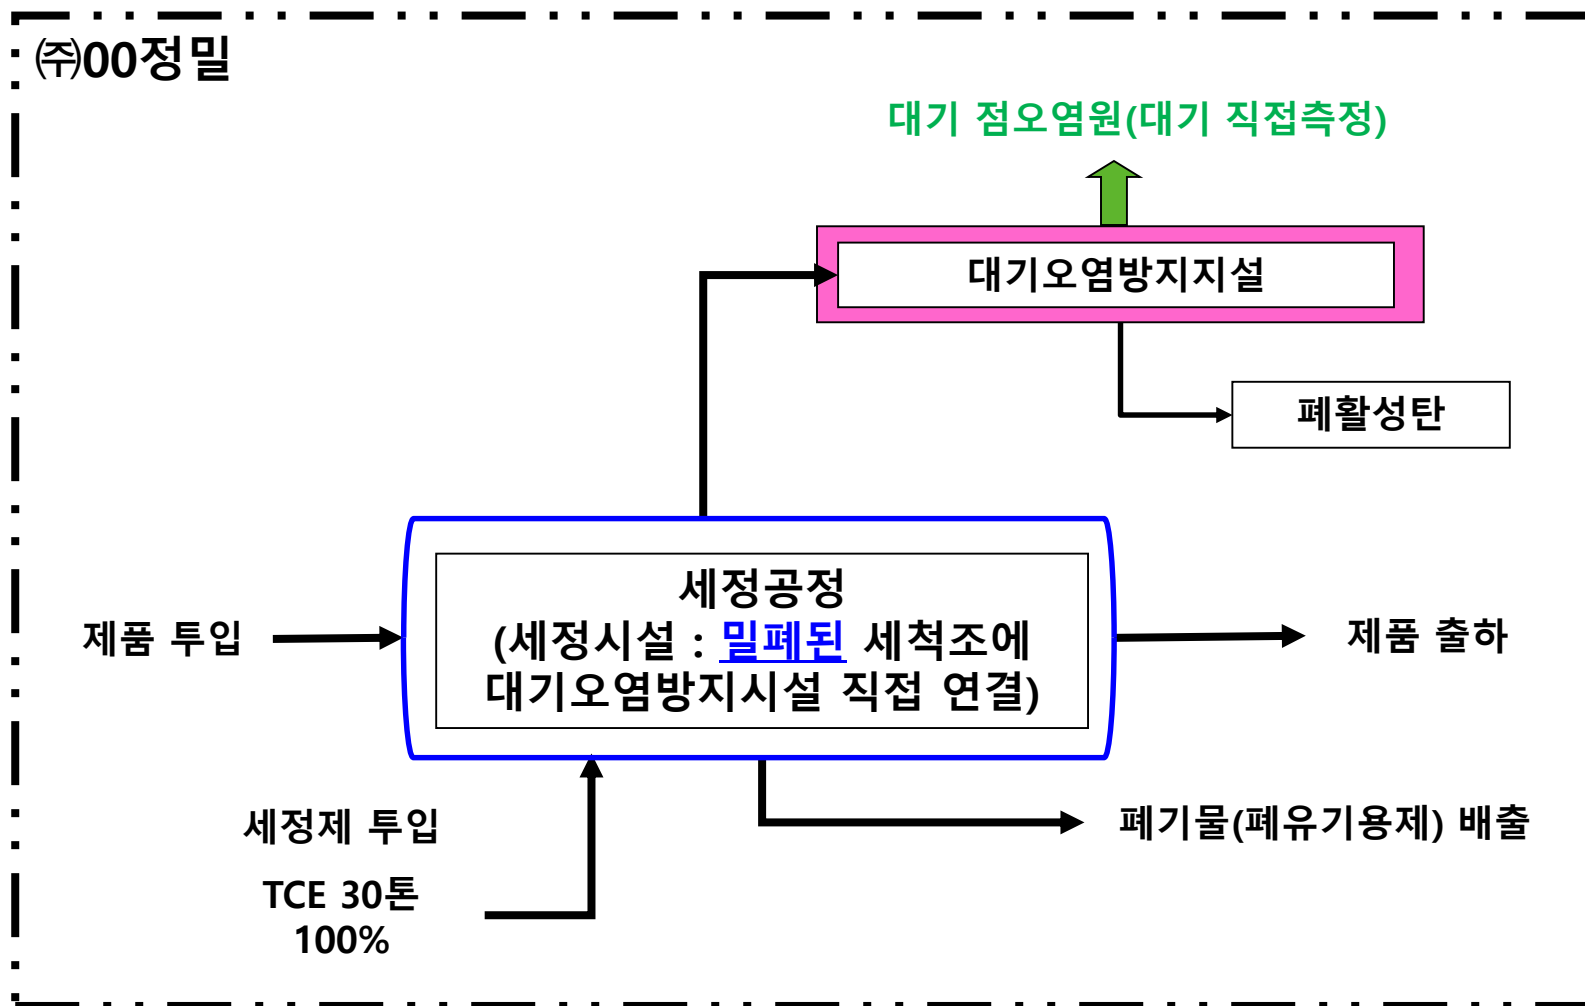 ㈜00정밀
대기 점오염원(대기 직접측정)
대기오염방지지설
폐활성탄
세정공정
(세정시설 : 밀폐된 세척조에
대기오염방지시설 직접 연결)
제품 투입
제품 출하
세정제 투입
폐기물(폐유기용제) 배출
TCE 30톤
100%